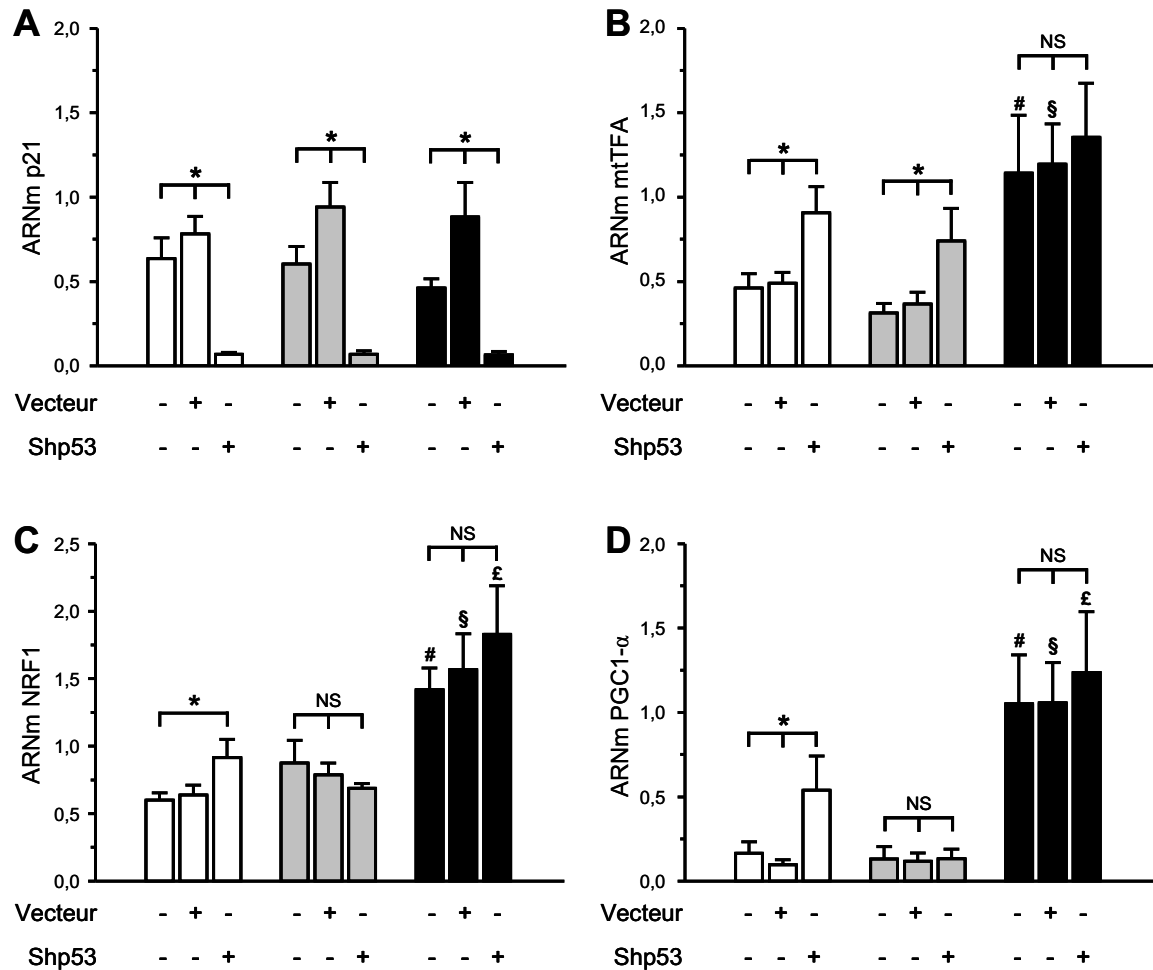 A
ARNm p21
2,0
1,5
1,0
0,5
0,0
* * *
Vecteur - + - - + - - + -
Shp53 - - + - - + - - +
B
ARNm mtTFA
2,0
1,5
1,0
0,5
0,0
NS
# §
* *
Vecteur - + - - + - - + -
Shp53 - - + - - + - - +
C
ARNm NRF1
2,5
2,0
1,5
1,0
0,5
0,0
NS
£
§
#
* NS
Vecteur - + - - + - - + -
Shp53 - - + - - + - - +
D
ARNm PGC1-α
2,0
1,5
1,0
0,5
0,0
NS
£
# §
*
NS
Vecteur - + - - + - - + -
Shp53 - - + - - + - - +